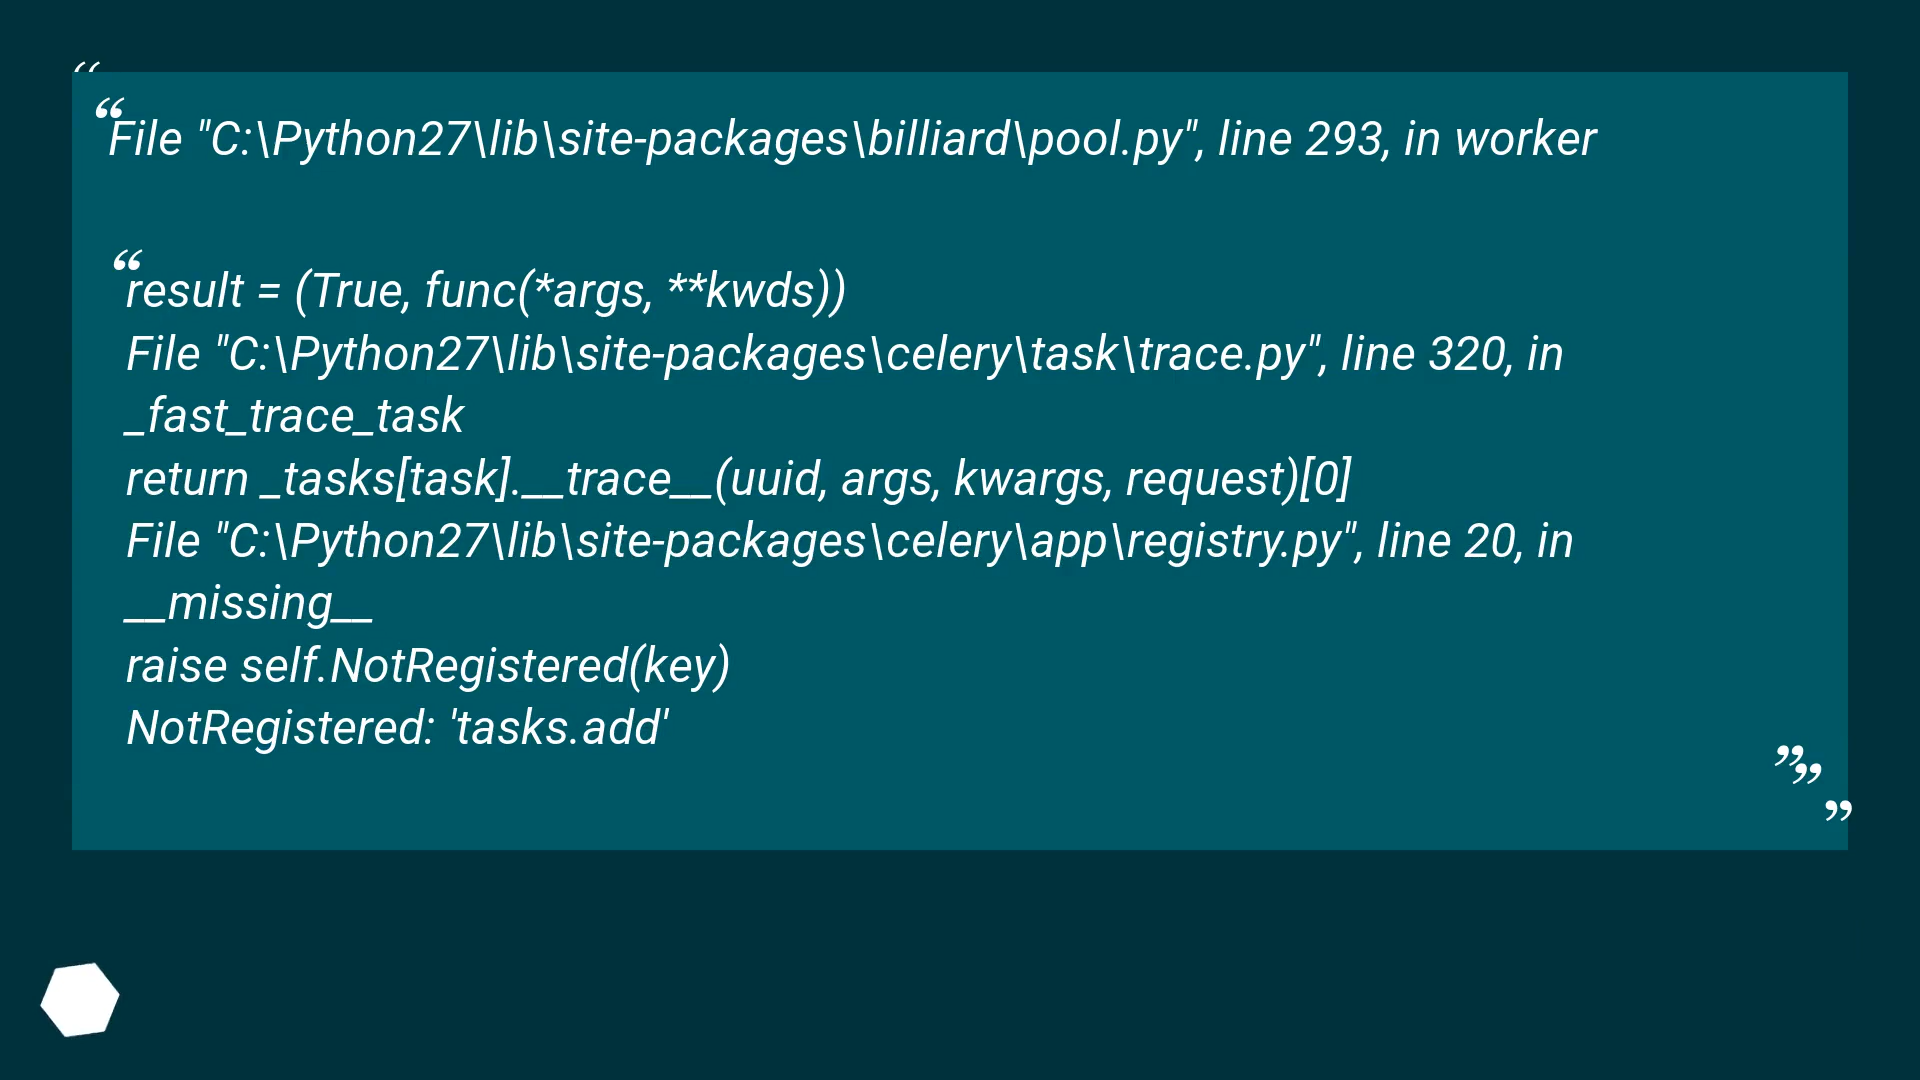 “
“File "C:\Python27\lib\site-packages\billiard\pool.py", line 293, in worker
“result = (True, func(*args, **kwds))
File "C:\Python27\lib\site-packages\celery\task\trace.py", line 320, in
_fast_trace_task
return _tasks[task].__trace__(uuid, args, kwargs, request)[0]
File "C:\Python27\lib\site-packages\celery\app\registry.py", line 20, in
__missing__
raise self.NotRegistered(key)
NotRegistered: 'tasks.add'
”
”
”